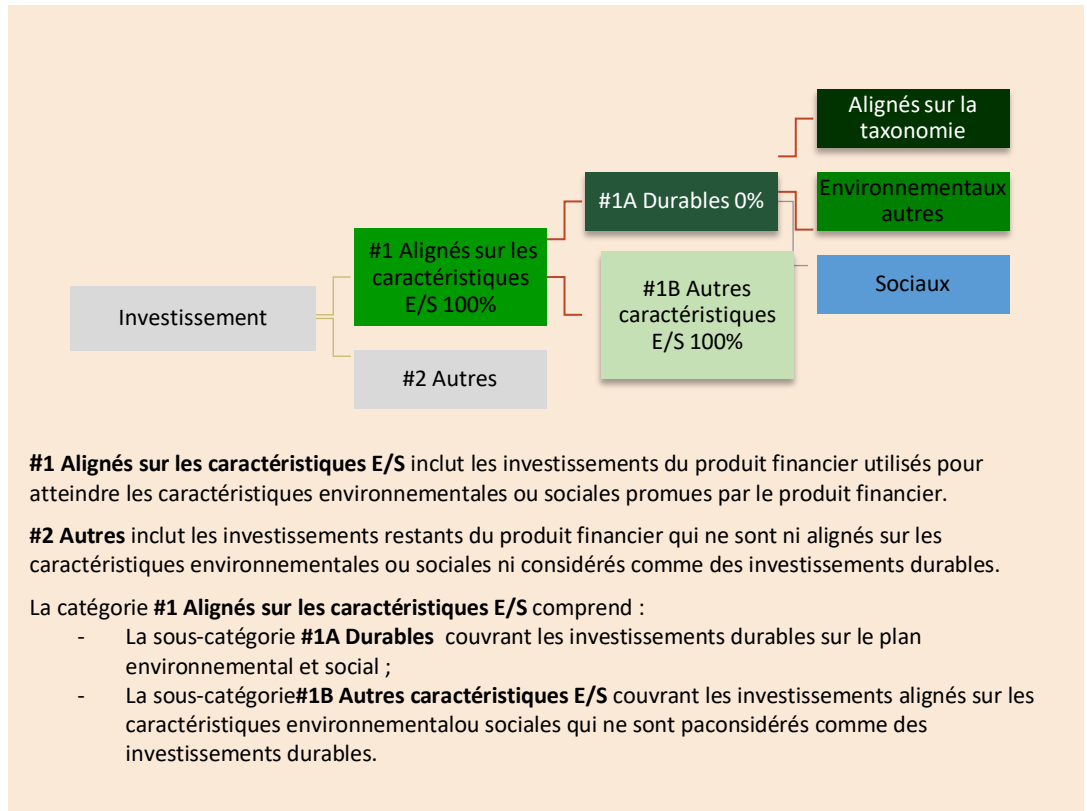 Alignés sur la
taxonomie
#1A Durables 0%
Environnementaux
autres
#1 Alignés sur les
caractéristiques
E/S 100%
Sociaux
#1B Autres
caractéristiques
E/S 100%
Investissement
#2 Autres
#1 Alignés sur les caractéristiques E/S inclut les investissements du produit financier utilisés pour
atteindre les caractéristiques environnementales ou sociales promues par le produit financier.
#2 Autres inclut les investissements restants du produit financier qui ne sont ni alignés sur les
caractéristiques environnementales ou sociales ni considérés comme des investissements durables.
La catégorie #1 Alignés sur les caractéristiques E/S comprend :
- La sous-catégorie #1A Durables couvrant les investissements durables sur le plan
environnemental et social ;
- La sous-catégorie#1B Autres caractéristiques E/S couvrant les investissements alignés sur les
caractéristiques environnementalou sociales qui ne sont paconsidérés comme des
investissements durables.